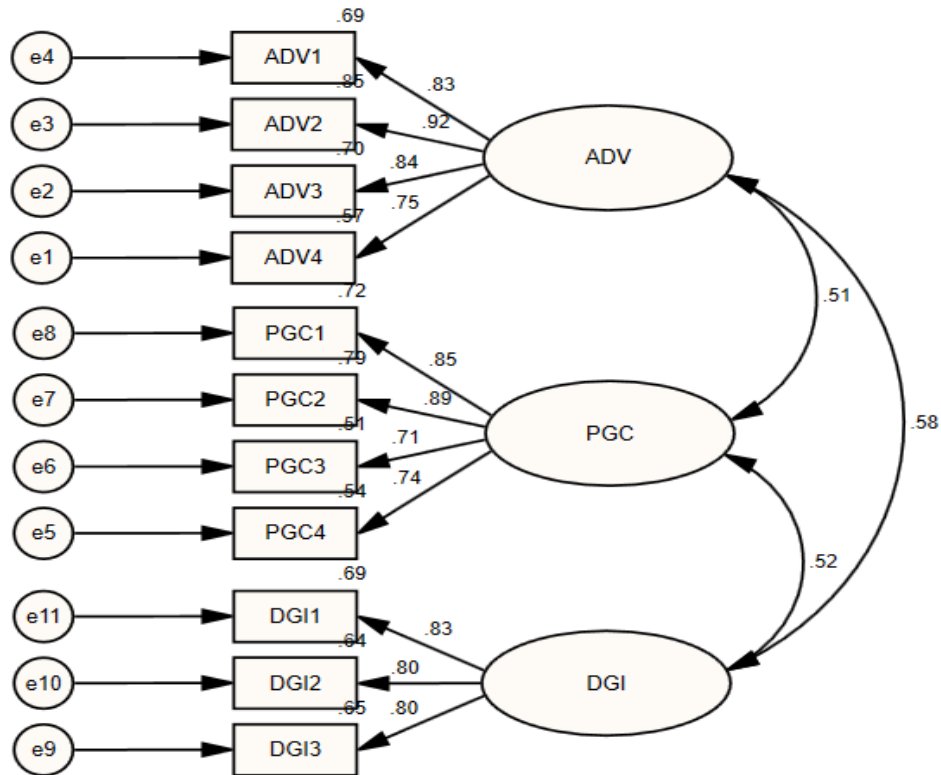 .69
e4 ADV1
.83
.85
e3 ADV2
.92
ADV
.70
e2 ADV3
.84
.75
.57
e1 ADV4
.51
.72
e8 PGC1
.85
.79
e7 PGC2
.89
PGC
.58
.51
e6 PGC3
.71
.74
.54
e5 PGC4
.52
.69
e11 DGI1
.83
.64
e10 DGI2
.80
DGI
.65
.80
e9 DGI3